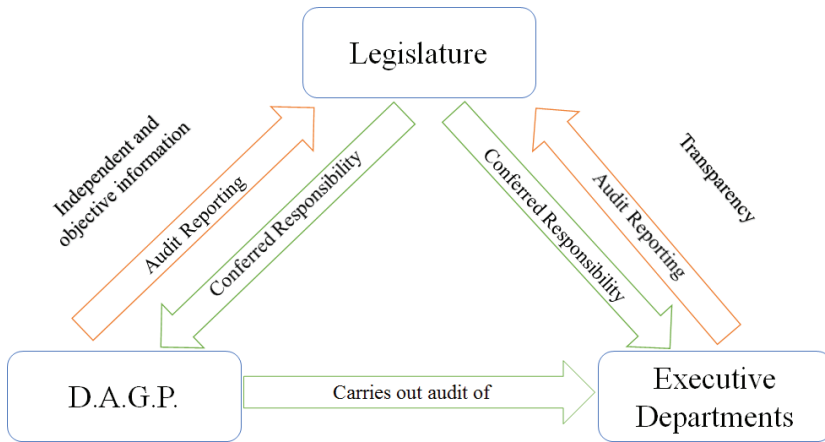 Legislature
Independent and
objective information
Audit Reporting
Conferred Responsibility
Conferred Responsibility
Audit Reporting
Transparency
D.A.G.P.
Carries out audit of
Executive
Departments